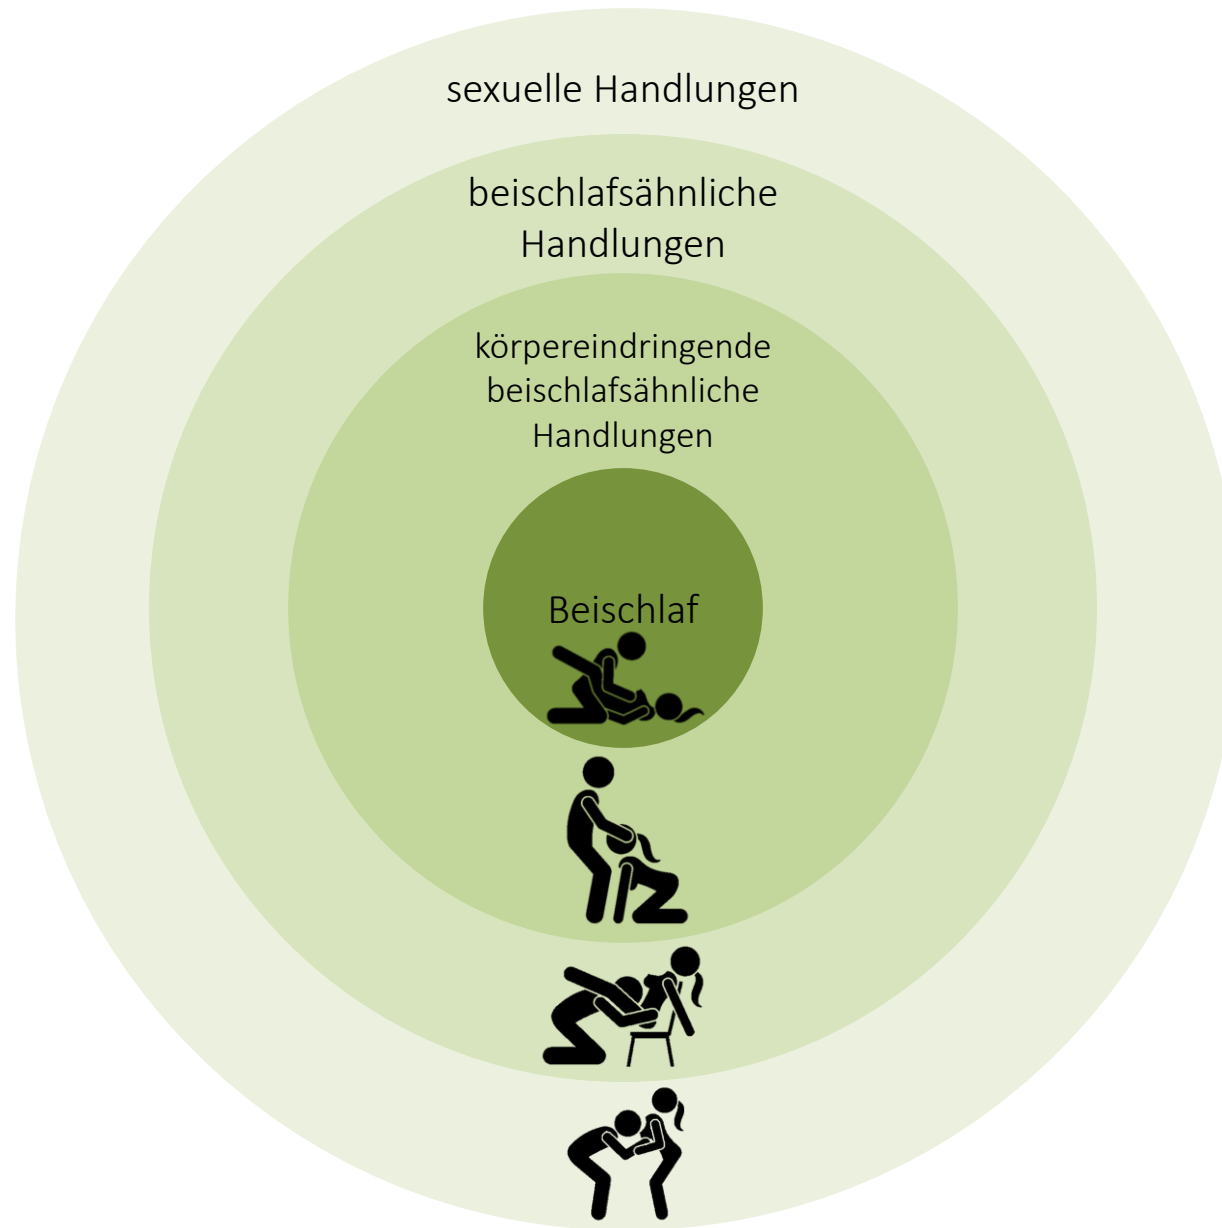 sexuelle Handlungen
beischlafsähnliche
Handlungen
körpereindringende
beischlafsähnliche
Handlungen
Beischlaf